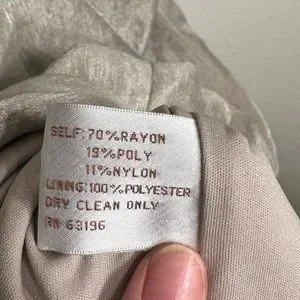 SELF: 70%RAYON
19%POLY
11%NYLON
LINING: 100%POLYESTER
DRY CLEAN ONLY
RN 63196